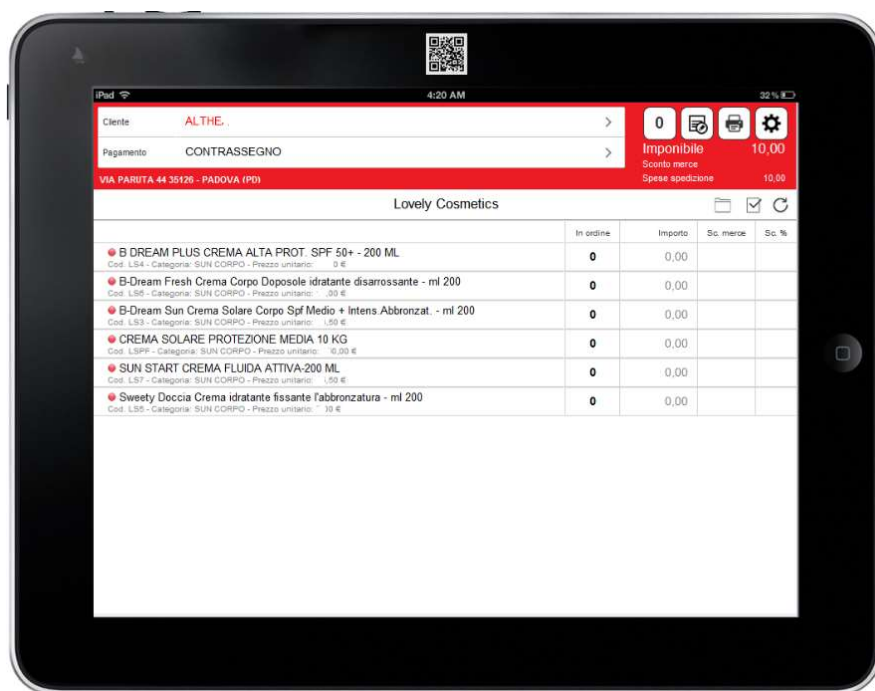 iPad 4:20 AM 32 %
Cliente ALTHE
0
Pagamento CONTRASSEGNO
Imponibile 10,00
Sconto merce
VIA PARUTA 44 35126 - PADOVA (PD)
Spese spedizione 10,00
Lovely Cosmetics
In ordine Importo Sc. merce Sc. %
B DREAM PLUS CREMA ALTA PROT. SPF 50+ - 200 ML 0 0,00
Cod. LS4 - Categoria: SUN CORPO - Prezzo unitario: 0 €
B-Dream Fresh Crema Corpo Doposole idratante disarrossante - ml 200 0 0,00
Cod. LS6 - Categoria: SUN CORPO - Prezzo unitario: ,00 €
B-Dream Sun Crema Solare Corpo Spf Medio + Intens.Abbronzat. - ml 200 0 0,00
Cod. LS3 - Categoria: SUN CORPO - Prezzo unitario: ,50 €
CREMA SOLARE PROTEZIONE MEDIA 10 KG 0 0,00
Cod. LSPF - Categoria: SUN CORPO - Prezzo unitario: 0,00 €
SUN START CREMA FLUIDA ATTIVA-200 ML 0 0,00
Cod. LS7 - Categoria: SUN CORPO - Prezzo unitario: ,50 €
Sweety Doccia Crema idratante fissante l'abbronzatura - ml 200 0 0,00
Cod. LS5 - Categoria: SUN CORPO - Prezzo unitario: 0 €